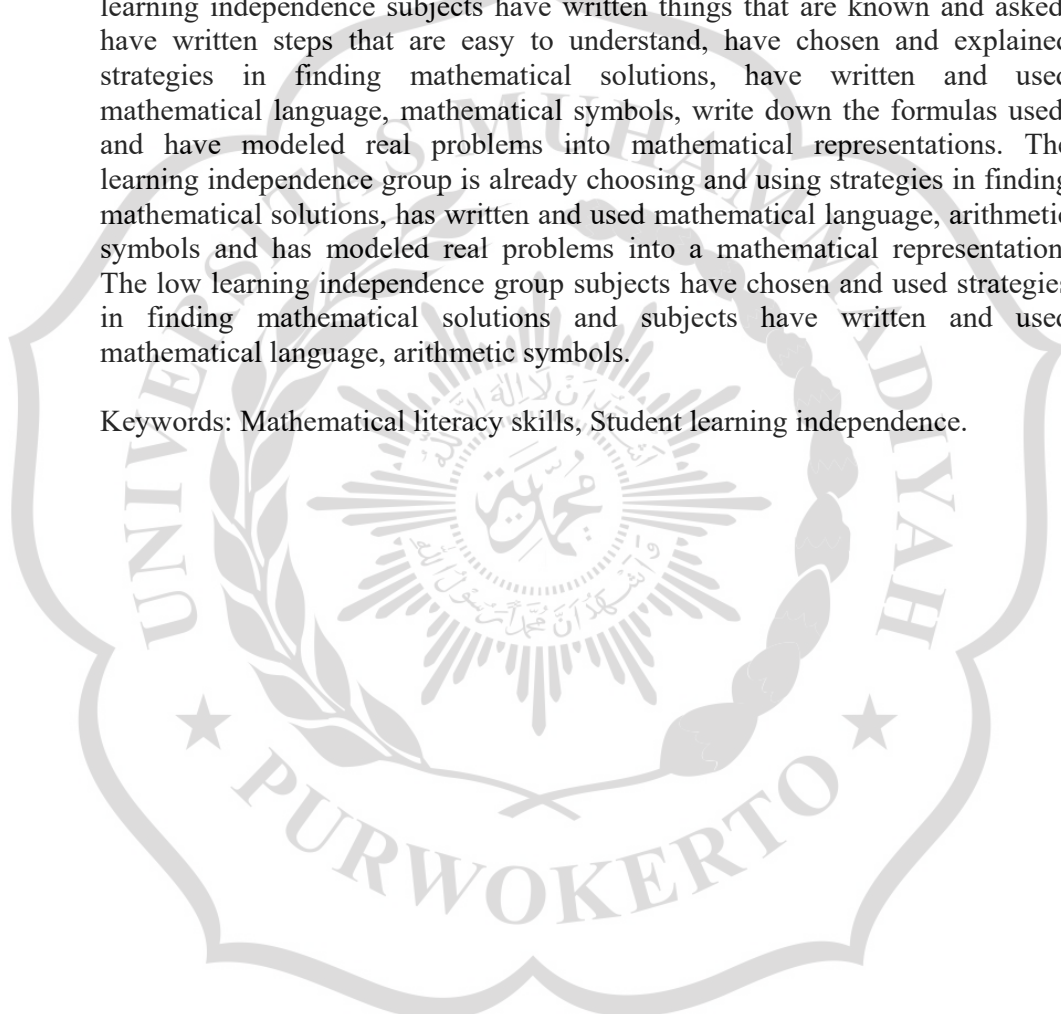 learning independence subjects have written things that are known and asked
have written steps that are easy to understand, have chosen and explained
strategies in finding mathematical solutions, have written and used
mathematical language, mathematical symbols, write down the formulas used
and have modeled real problems into mathematical representations. The
learning independence group is already choosing and using strategies in finding
mathematical solutions, has written and used mathematical language, arithmetic
symbols and has modeled real problems into a mathematical representation
The low learning independence group subjects have chosen and used strategies
in finding mathematical solutions and subjects have written and used
mathematical language, arithmetic symbols.
Keywords: Mathematical literacy skills, Student learning independence.
UNIVERSITAS MUHAMMADIYAH
PURWOKERTO